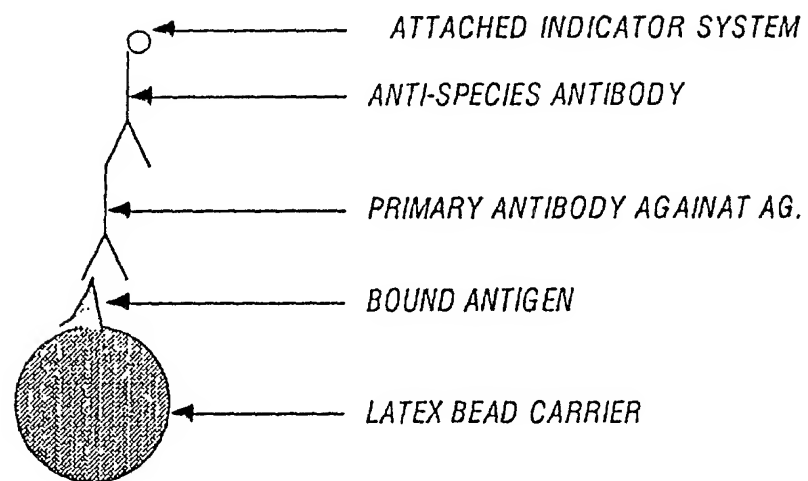 ATTACHED INDICATOR SYSTEM
ANTI-SPECIES ANTIBODY
PRIMARY ANTIBODY AGAINAT AG.
BOUND ANTIGEN
LATEX BEAD CARRIER